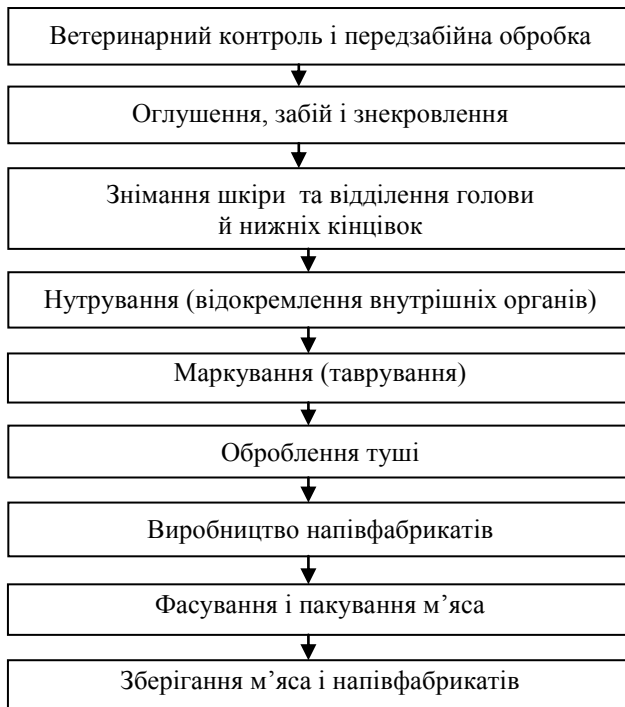 Ветеринарний контроль і передзабійна обробка
Оглушення, забій і знекровлення
Знімання шкіри та відділення голови
й нижніх кінцівок
Нутрування (відокремлення внутрішніх органів)
Маркування (таврування)
Оброблення туші
Виробництво напівфабрикатів
Фасування і пакування м’яса
Зберігання м’яса і напівфабрикатів